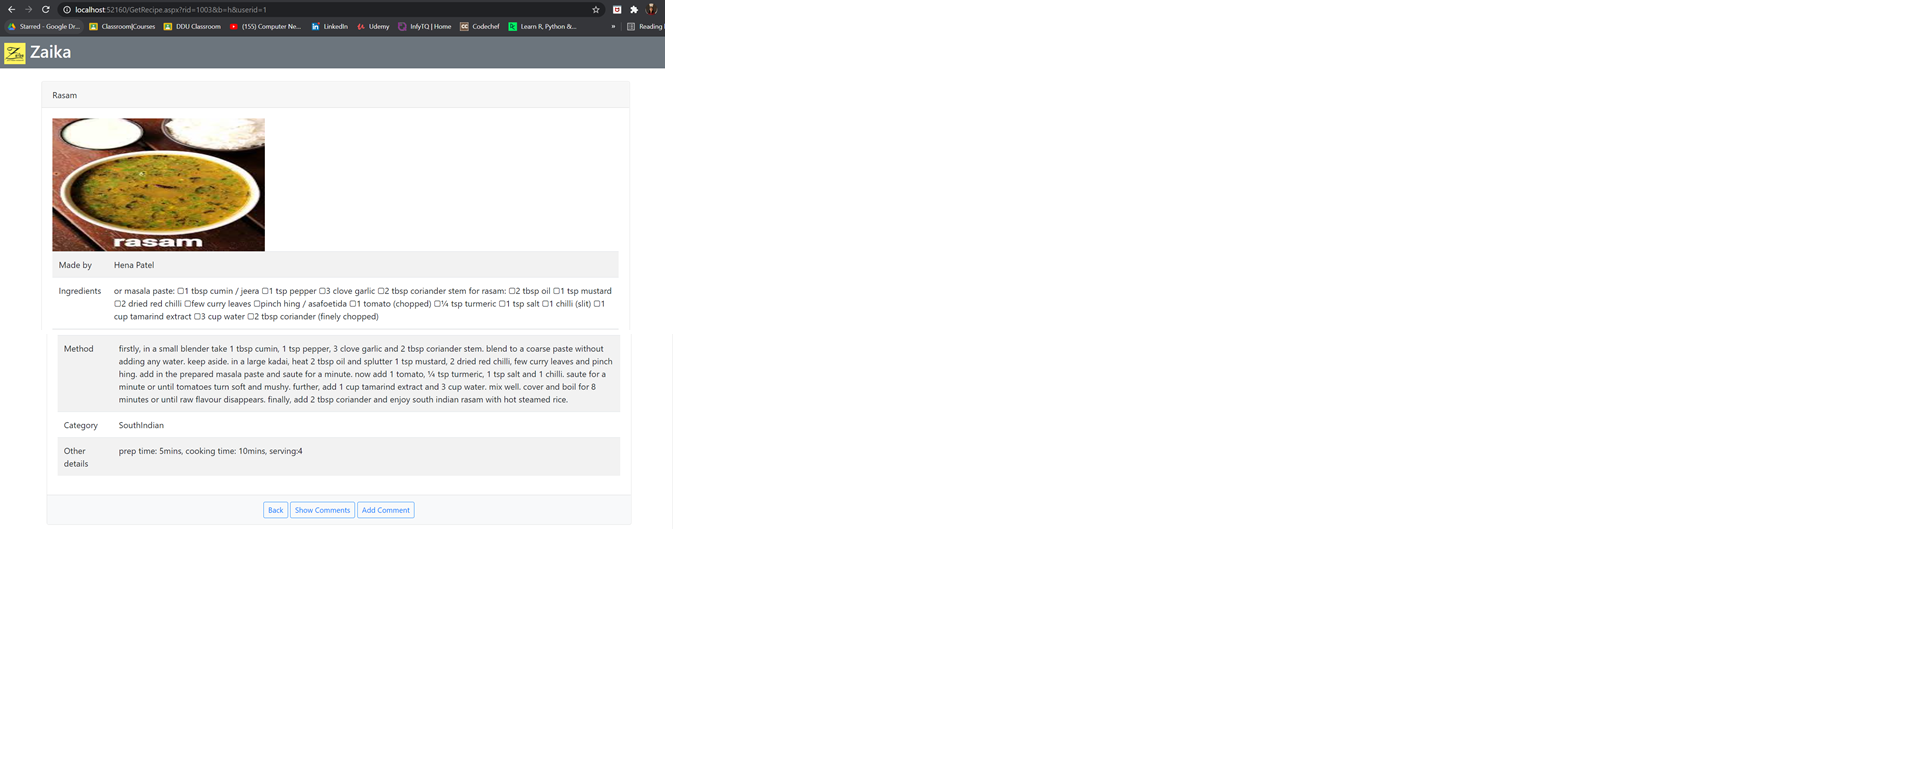 localhost:52160/GetRecipe.aspx?rid=1003&b=h&userid=1
Starred - Google Dr... Classroom|Courses DDU Classroom (155) Computer Ne... LinkedIn Udemy InfyTQ | Home Codechef Learn R, Python &... » Reading
Zaika
Rasam
rasam
Made by Hena Patel
Ingredients or masala paste: ▢1 tbsp cumin / jeera ▢1 tsp pepper ▢3 clove garlic ▢2 tbsp coriander stem for rasam: ▢2 tbsp oil ▢1 tsp mustard
▢2 dried red chilli ▢few curry leaves ▢pinch hing / asafoetida ▢1 tomato (chopped) ▢¼ tsp turmeric ▢1 tsp salt ▢1 chilli (slit) ▢1
cup tamarind extract ▢3 cup water ▢2 tbsp coriander (finely chopped)
Method firstly, in a small blender take 1 tbsp cumin, 1 tsp pepper, 3 clove garlic and 2 tbsp coriander stem. blend to a coarse paste without
adding any water. keep aside. in a large kadai, heat 2 tbsp oil and splutter 1 tsp mustard, 2 dried red chilli, few curry leaves and pinch
hing. add in the prepared masala paste and saute for a minute. now add 1 tomato, ¼ tsp turmeric, 1 tsp salt and 1 chilli. saute for a
minute or until tomatoes turn soft and mushy. further, add 1 cup tamarind extract and 3 cup water. mix well. cover and boil for 8
minutes or until raw flavour disappears. finally, add 2 tbsp coriander and enjoy south indian rasam with hot steamed rice.
Category SouthIndian
Other details prep time: 5mins, cooking time: 10mins, serving:4
Back Show Comments Add Comment